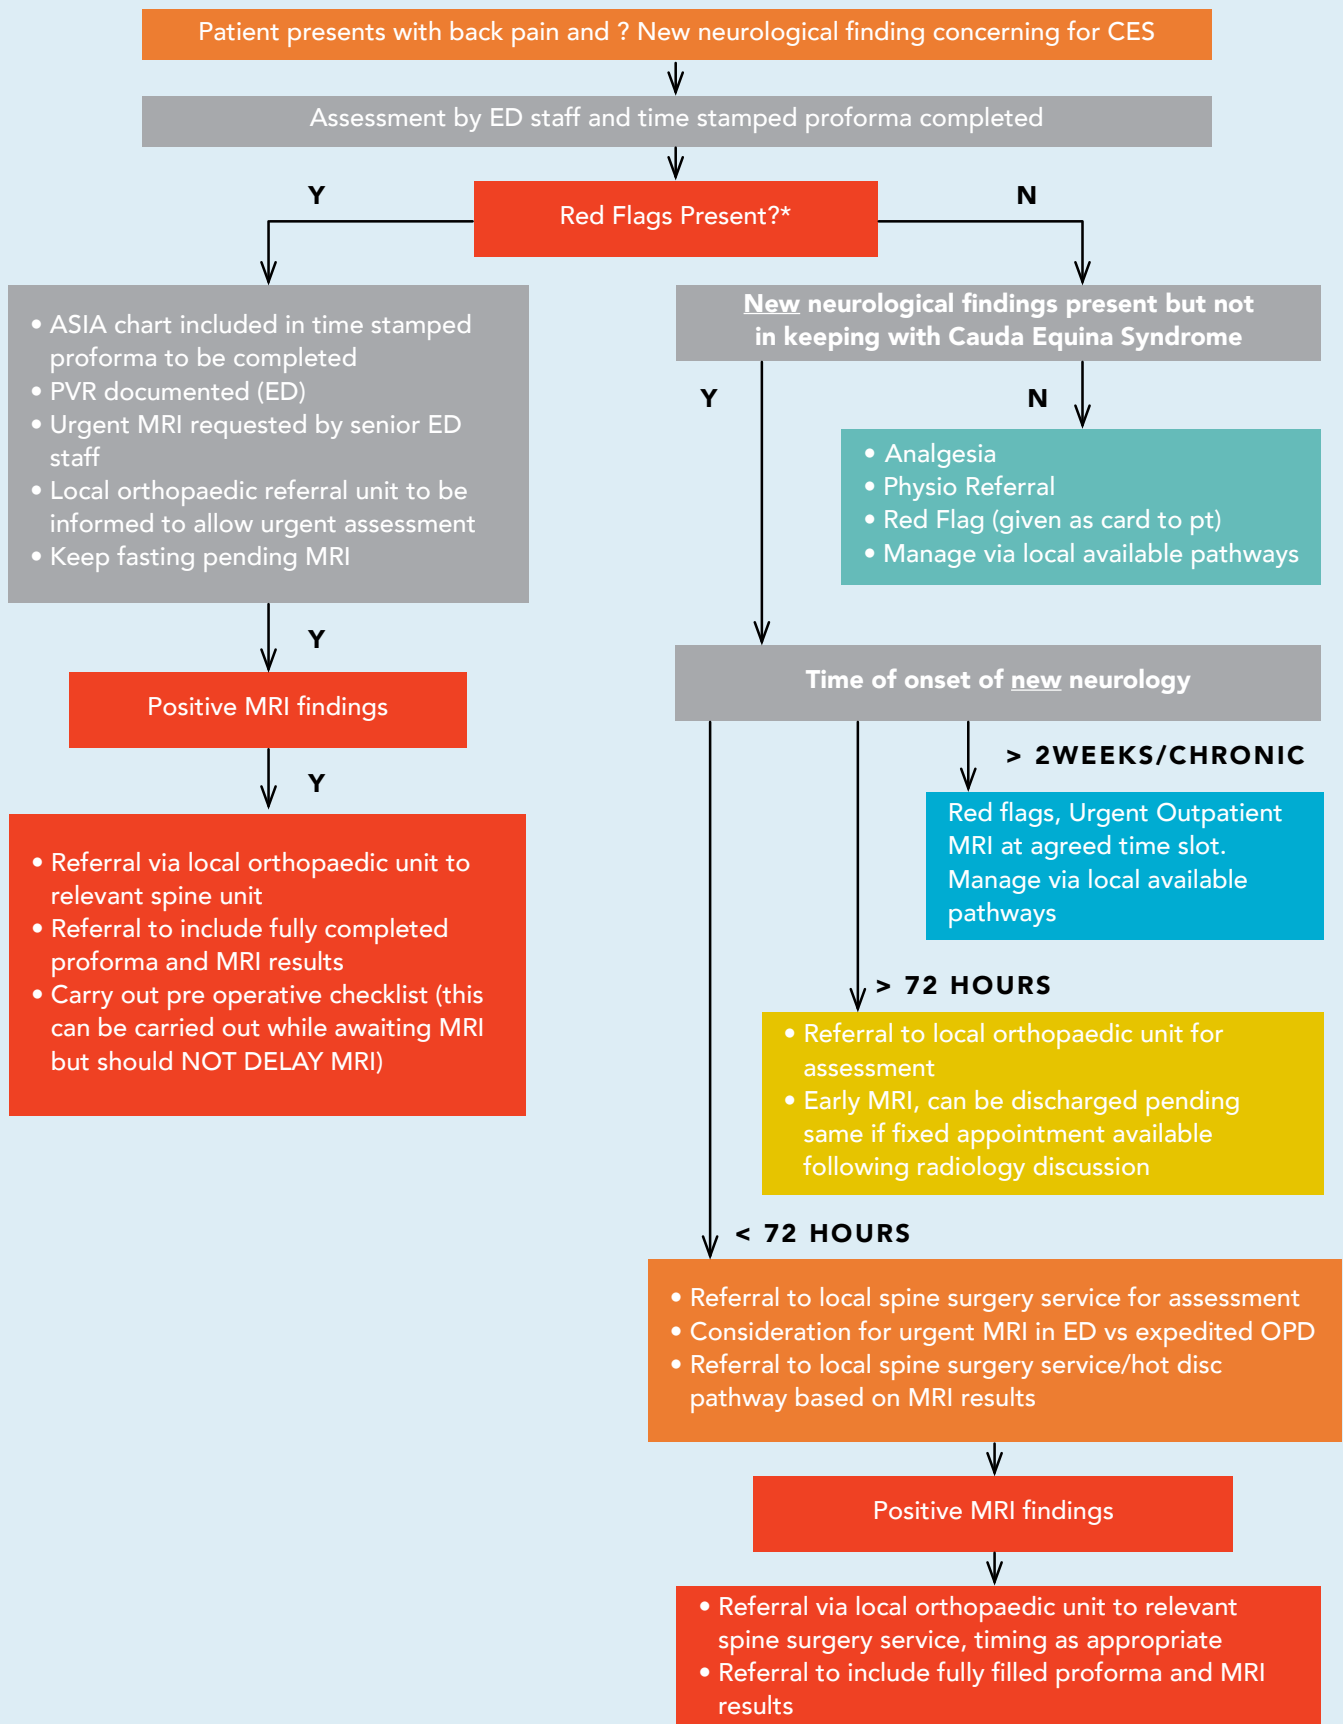 Patient presents with back pain and ? New neurological finding concerning for CES
Assessment by ED staff and time stamped proforma completed
Y
Red Flags Present?*
N
• ASIA chart included in time stamped
proforma to be completed
• PVR documented (ED)
• Urgent MRI requested by senior ED
staff
• Local orthopaedic referral unit to be
informed to allow urgent assessment
• Keep fasting pending MRI
Y
Positive MRI findings
Y
• Referral via local orthopaedic unit to
relevant spine unit
• Referral to include fully completed
proforma and MRI results
• Carry out pre operative checklist (this
can be carried out while awaiting MRI
but should NOT DELAY MRI)
New neurological findings present but not
in keeping with Cauda Equina Syndrome
Y
N
• Analgesia
• Physio Referral
• Red Flag (given as card to pt)
• Manage via local available pathways
Time of onset of new neurology
> 2WEEKS/CHRONIC
Red flags, Urgent Outpatient
MRI at agreed time slot.
Manage via local available
pathways
> 72 HOURS
• Referral to local orthopaedic unit for
assessment
• Early MRI, can be discharged pending
same if fixed appointment available
following radiology discussion
< 72 HOURS
• Referral to local spine surgery service for assessment
• Consideration for urgent MRI in ED vs expedited OPD
• Referral to local spine surgery service/hot disc
pathway based on MRI results
Positive MRI findings
• Referral via local orthopaedic unit to relevant
spine surgery service, timing as appropriate
• Referral to include fully filled proforma and MRI
results